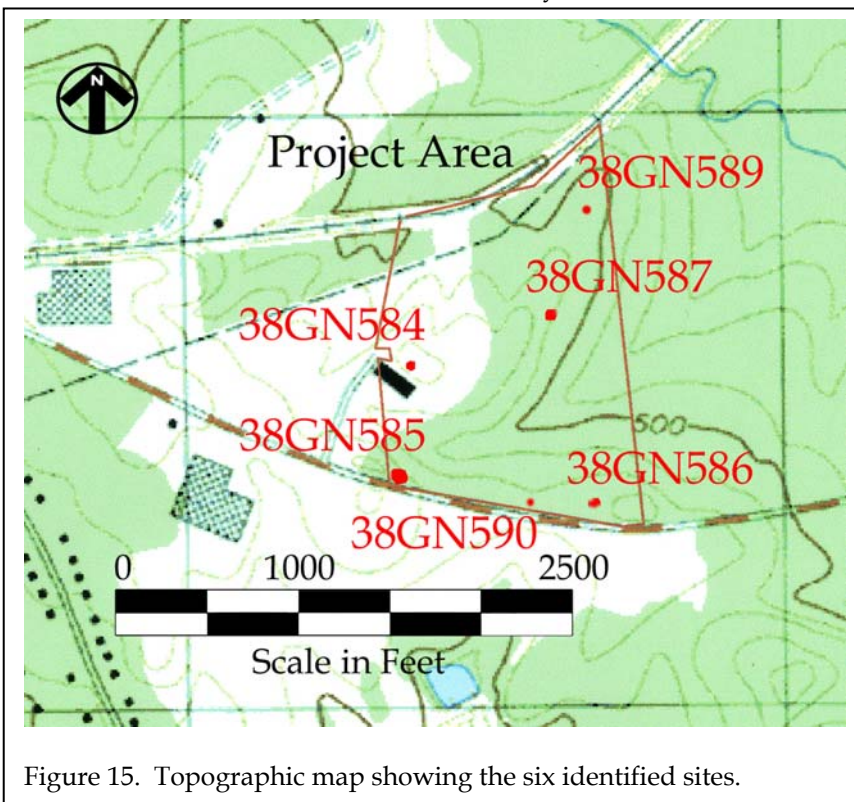 N
Project Area
38GN589
38GN587
38GN584
500
38GN585
38GN586
38GN590
0 1000 2500
Scale in Feet
Figure 15. Topographic map showing the six identified sites.